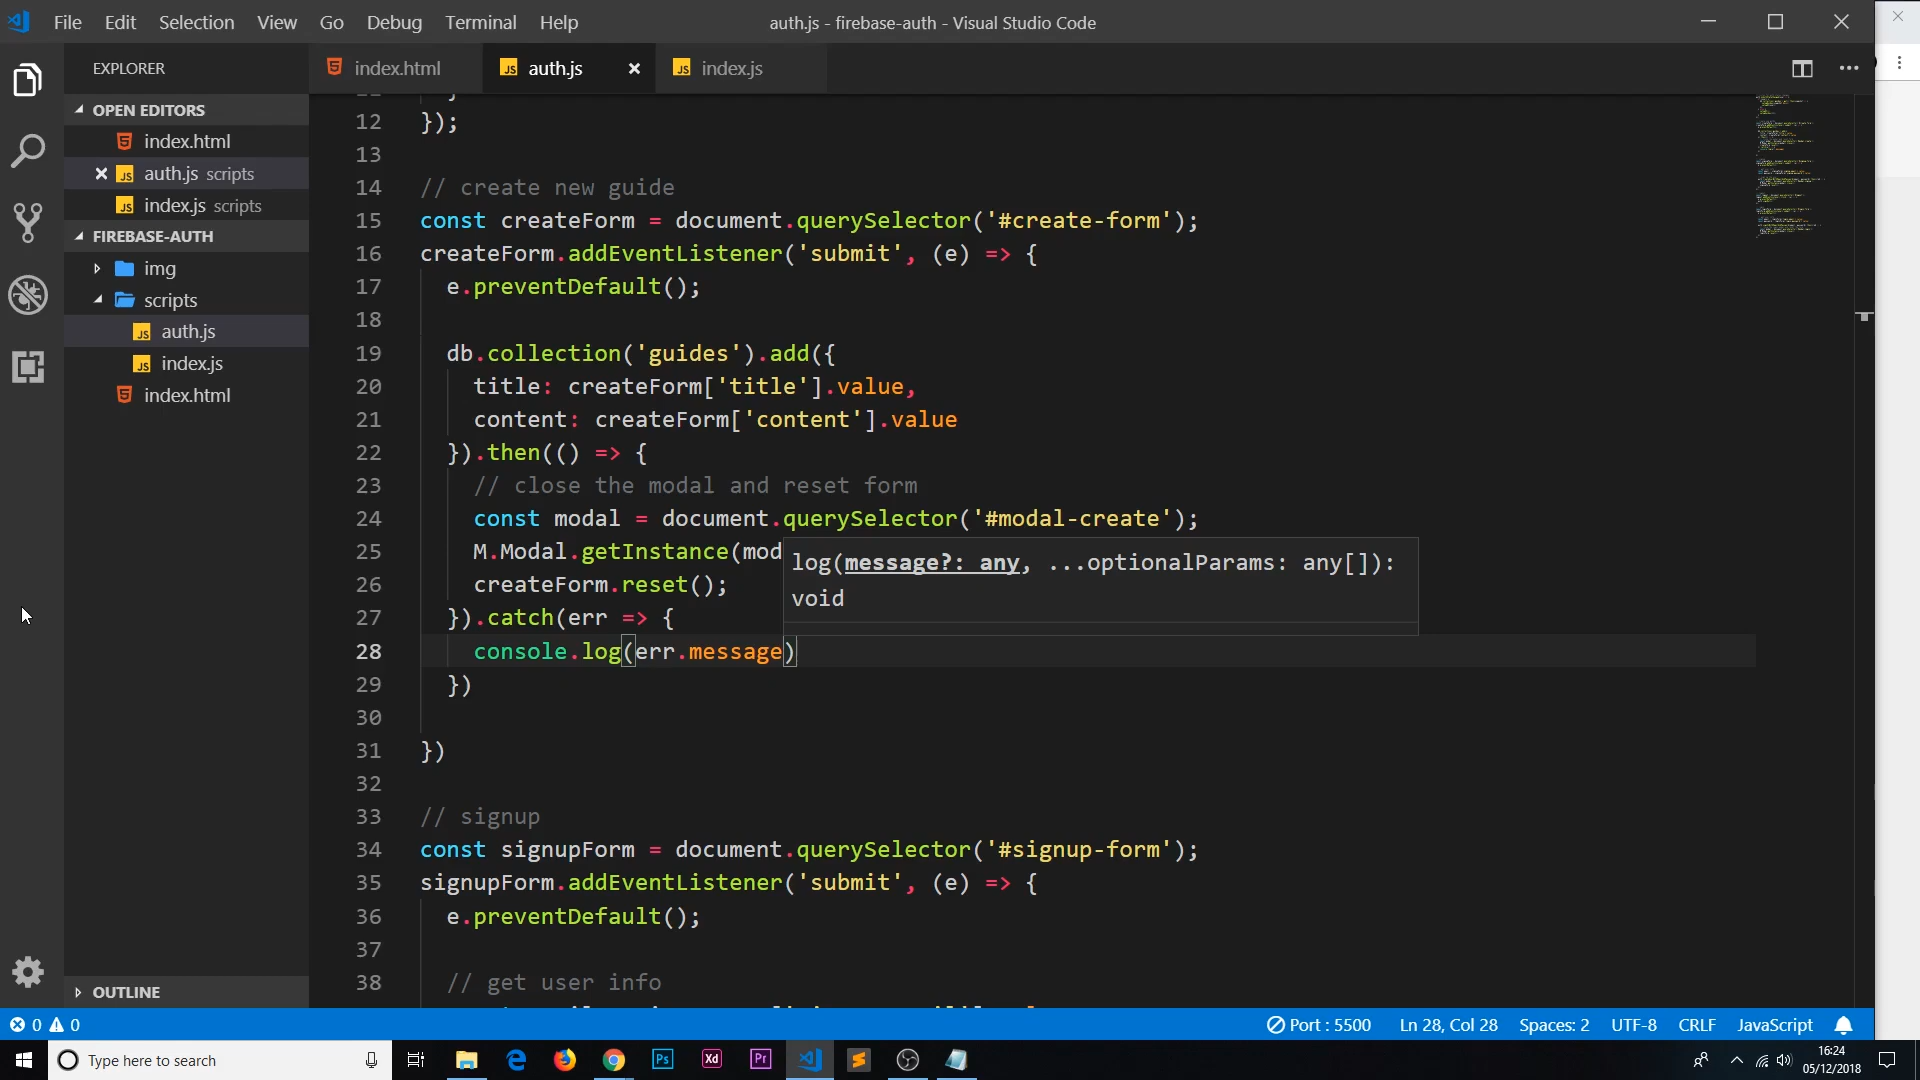 File Edit Selection View Go Debug Terminal Help
auth.js - firebase-auth - Visual Studio Code
EXPLORER
index.html
auth.js
index.js
OPEN EDITORS
index.html
auth.js scripts
index.js scripts
FIREBASE-AUTH
img
scripts
auth.js
index.js
index.html
OUTLINE
12 });
13
14 // create new guide
15 const createForm = document.querySelector('#create-form');
16 createForm.addEventListener('submit', (e) => {
17 e.preventDefault();
18
19 db.collection('guides').add({
20 title: createForm['title'].value,
21 content: createForm['content'].value
22 }).then(() => {
23 // close the modal and reset form
24 const modal = document.querySelector('#modal-create');
25 M.Modal.getInstance(mod
log(message?: any, ...optionalParams: any[]):
void
26 createForm.reset();
27 }).catch(err => {
28 console.log(err.message)
29 })
30
31 })
32
33 // signup
34 const signupForm = document.querySelector('#signup-form');
35 signupForm.addEventListener('submit', (e) => {
36 e.preventDefault();
37
38 // get user info
0 0
Port : 5500 Ln 28, Col 28 Spaces: 2 UTF-8 CRLF JavaScript
Type here to search
Ps Xd Pr
16:24
05/12/2018